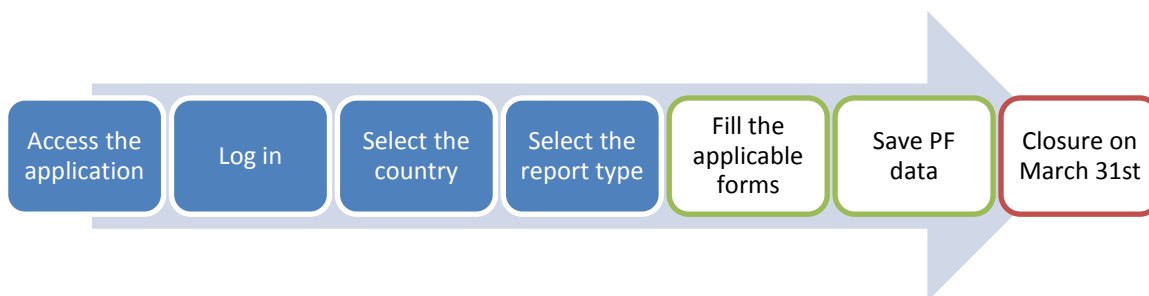 Access the
application
Log in
Select the
country
Select the
report type
Fill the
applicable
forms
Save PF
data
Closure on
March 31st